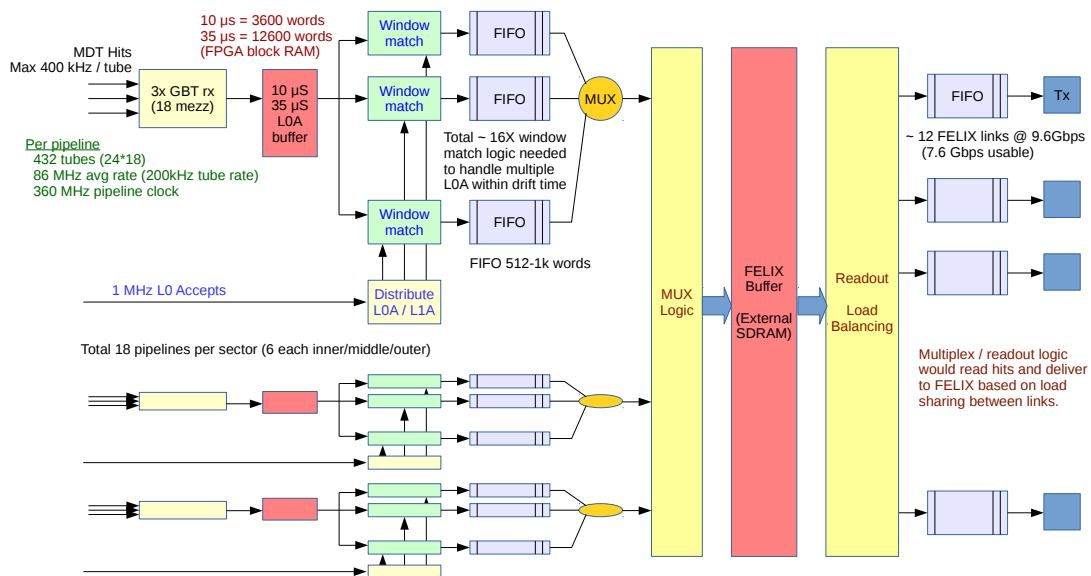 10 µs = 3600 words
35 µs = 12600 words
(FPGA block RAM)
MDT Hits
Max 400 kHz / tube
3x GBT rx
(18 mezz)
10 µS
35 µS
L0A
buffer
Window
match
FIFO
Window
match
FIFO
MUX
Total ~ 16X window
match logic needed
to handle multiple
L0A within drift time
Window
match
FIFO
FIFO 512-1k words
Per pipeline
432 tubes (24*18)
86 MHz avg rate (200kHz tube rate)
360 MHz pipeline clock
1 MHz L0 Accepts
Distribute
L0A / L1A
Total 18 pipelines per sector (6 each inner/middle/outer)
MUX
Logic
FELIX
Buffer
(External
SDRAM)
Readout
Load
Balancing
FIFO
Tx
~ 12 FELIX links @ 9.6Gbps
(7.6 Gbps usable)
Multiplex / readout logic
would read hits and deliver
to FELIX based on load
sharing between links.